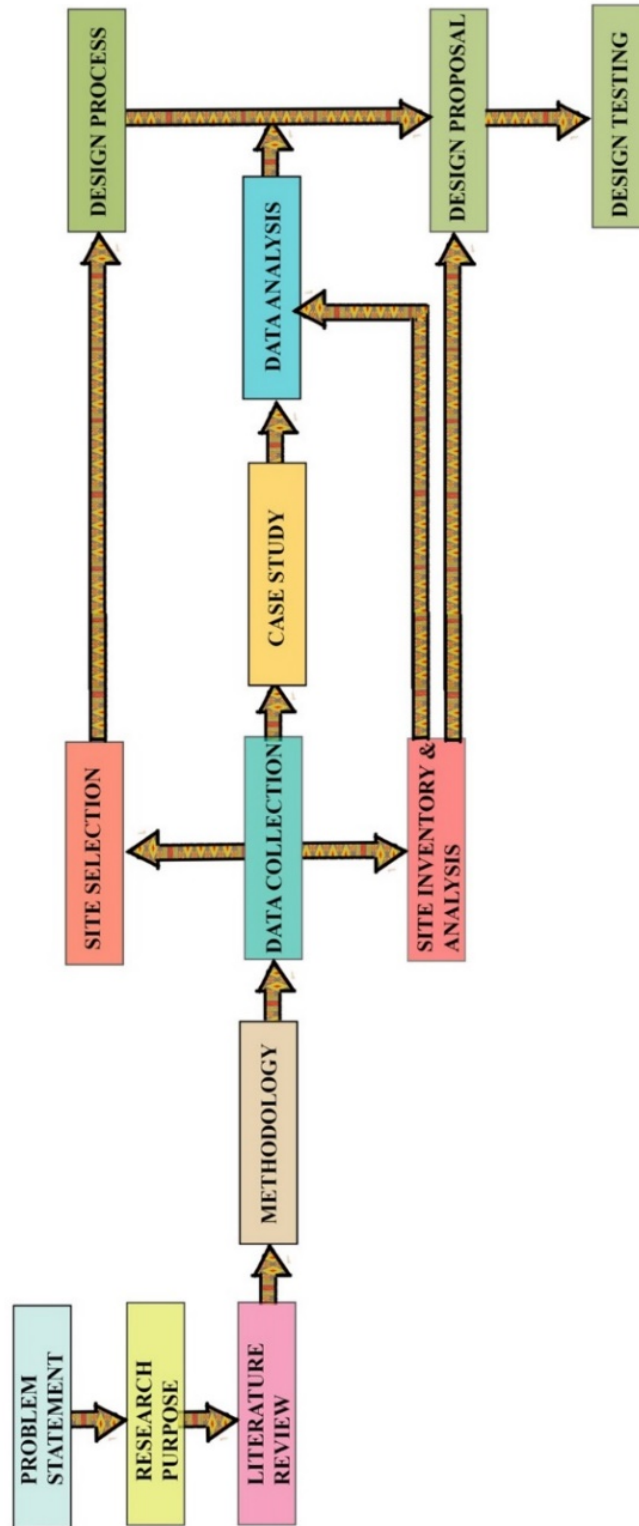 PROBLEM
STATEMENT
RESEARCH
PURPOSE
LITERATURE
REVIEW
METHODOLOGY
SITE SELECTION
DATA COLLECTION
SITE INVENTORY &
ANALYSIS
CASE STUDY
DATA ANALYSIS
DESIGN PROCESS
DESIGN PROPOSAL
DESIGN TESTING